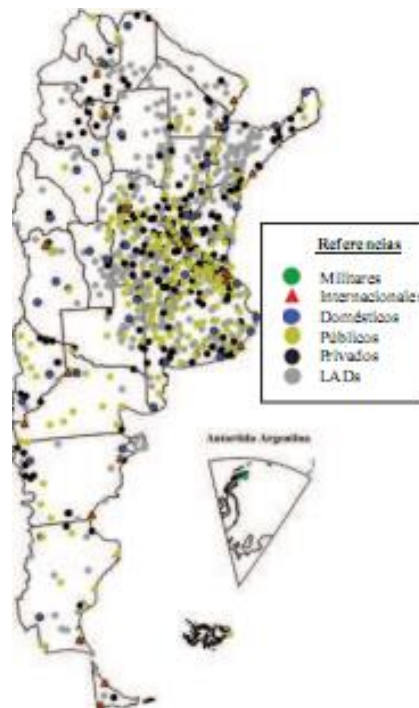 Referencias
Militares
Internacionales
Domésticos
Públicos
Privados
LADs
Antártida Argentina